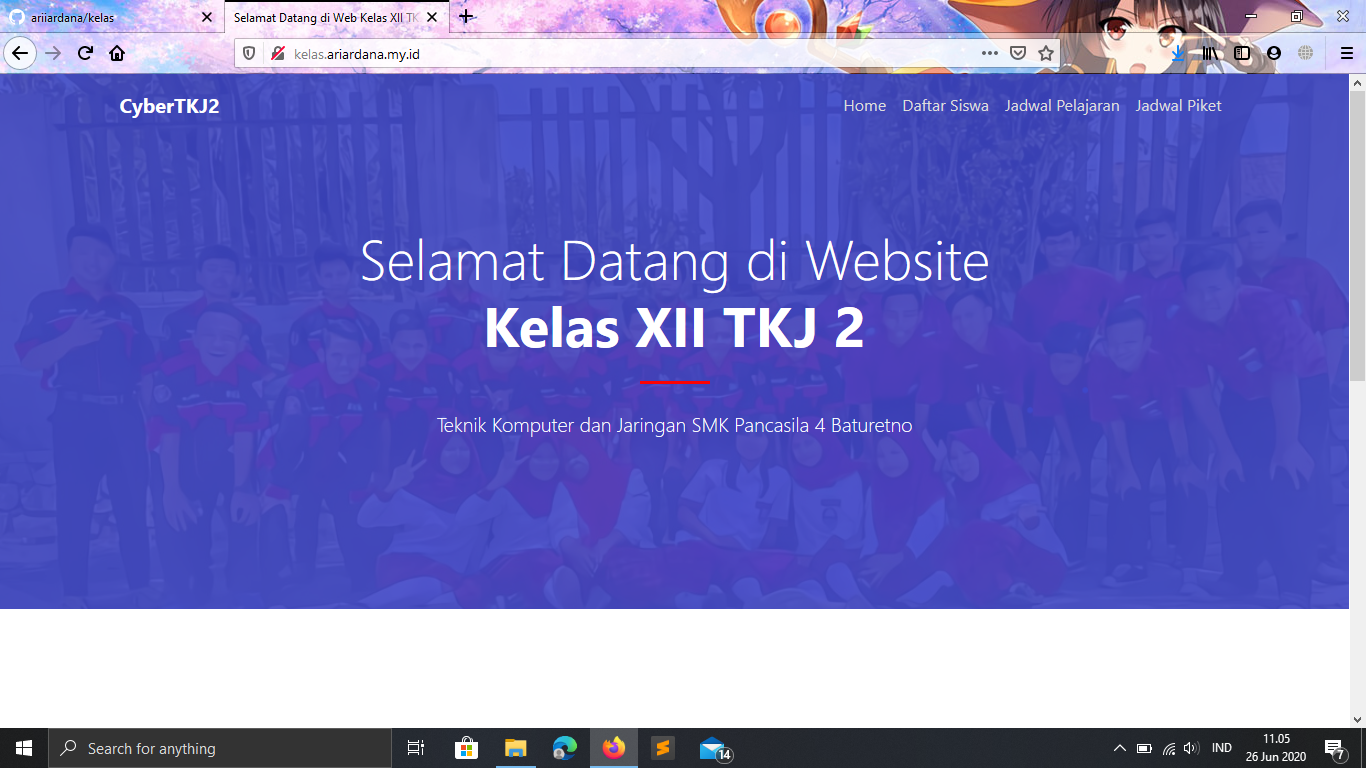 ariiardana/kelas
Selamat Datang di Web Kelas XII TK
kelas.ariardana.my.id
CyberTKJ2
Home Daftar Siswa Jadwal Pelajaran Jadwal Piket
Selamat Datang di Website
Kelas XII TKJ 2
Teknik Komputer dan Jaringan SMK Pancasila 4 Baturetno
Search for anything
14
IND
11.05
26 Jun 2020
7